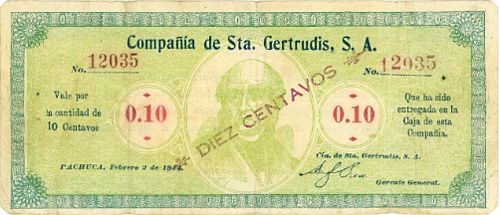 Compañía de Sta. Gertrudis, S. A.
No. 12035
No. 12035
Vale por
la cantidad de
10 Centavos
0.10
* DIEZ CENTAVOS *
0.10
Que ha sido
entregada en la
Caja de esta
Compañía.
PACHUCA, Febrero 2 de 1914.
Cía. de Sta. Gertrudis, S. A.
Gerente General.